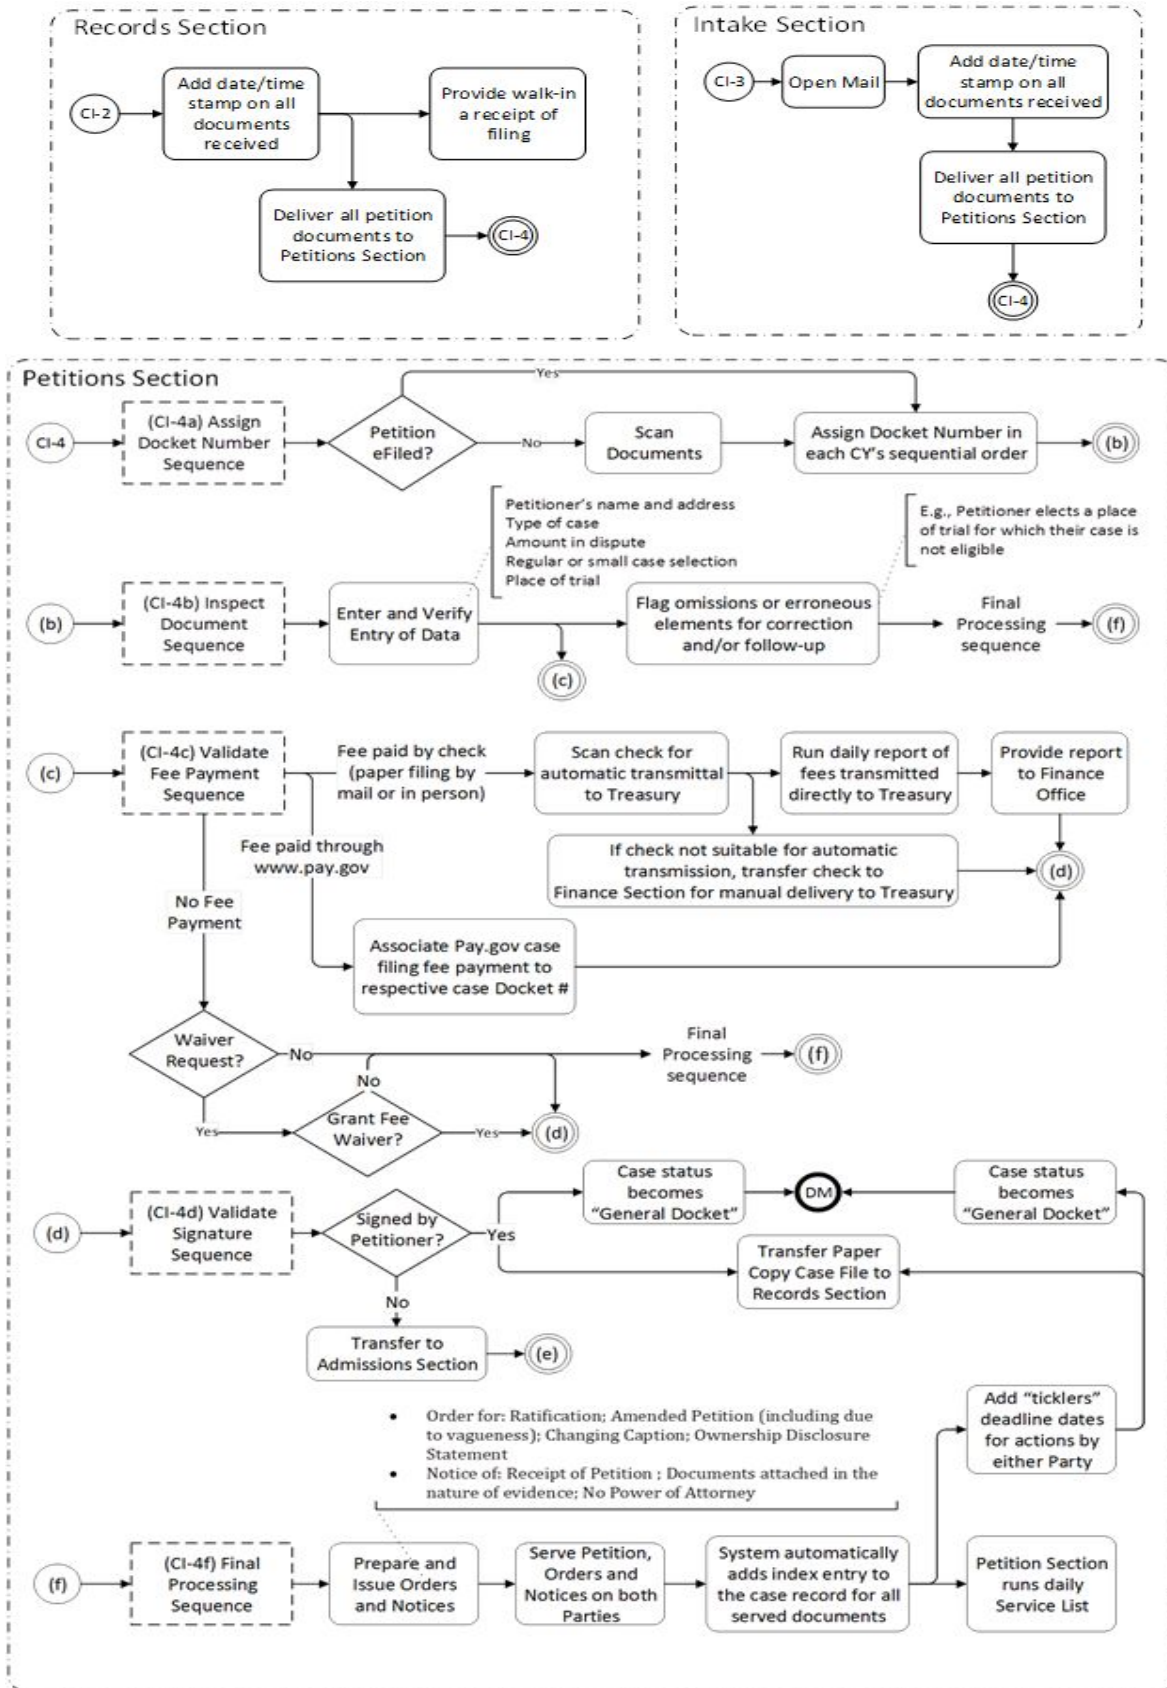 Records Section
CI-2
Add date/time
stamp on all
documents
received
Provide walk-in
a receipt of
filing
Deliver all petition
documents to
Petitions Section
CI-4
Intake Section
CI-3
Open Mail
Add date/time
stamp on all
documents received
Deliver all petition
documents to
Petitions Section
CI-4
Petitions Section
CI-4
(CI-4a) Assign
Docket Number
Sequence
Petition
eFiled?
Yes
No
Scan
Documents
Assign Docket Number in
each CY's sequential order
(b)
Petitioner's name and address
Type of case
Amount in dispute
Regular or small case selection
Place of trial
E.g., Petitioner elects a place
of trial for which their case is
not eligible
(b)
(CI-4b) Inspect
Document
Sequence
Enter and Verify
Entry of Data
(c)
Flag omissions or erroneous
elements for correction
and/or follow-up
Final
Processing
sequence
(f)
(c)
(CI-4c) Validate
Fee Payment
Sequence
Fee paid by check
(paper filing by
mail or in person)
Scan check for
automatic transmittal
to Treasury
Run daily report of
fees transmitted
directly to Treasury
Provide report
to Finance
Office
Fee paid through
www.pay.gov
If check not suitable for automatic
transmission, transfer check to
Finance Section for manual delivery to Treasury
(d)
No Fee
Payment
Associate Pay.gov case
filing fee payment to
respective case Docket #
Waiver
Request?
No
Final
Processing
sequence
(f)
Yes
No
Grant Fee
Waiver?
Yes
(d)
(d)
(CI-4d) Validate
Signature
Sequence
Signed by
Petitioner?
Yes
Case status
becomes
“General Docket”
DM
Case status
becomes
“General Docket”
Transfer Paper
Copy Case File to
Records Section
No
Transfer to
Admissions Section
(e)
• Order for: Ratification; Amended Petition (including due
to vagueness); Changing Caption; Ownership Disclosure
Statement
• Notice of: Receipt of Petition ; Documents attached in the
nature of evidence; No Power of Attorney
Add “ticklers”
deadline dates
for actions by
either Party
(f)
(CI-4f) Final
Processing
Sequence
Prepare and
Issue Orders
and Notices
Serve Petition,
Orders and
Notices on both
Parties
System automatically
adds index entry to
the case record for all
served documents
Petition Section
runs daily
Service List